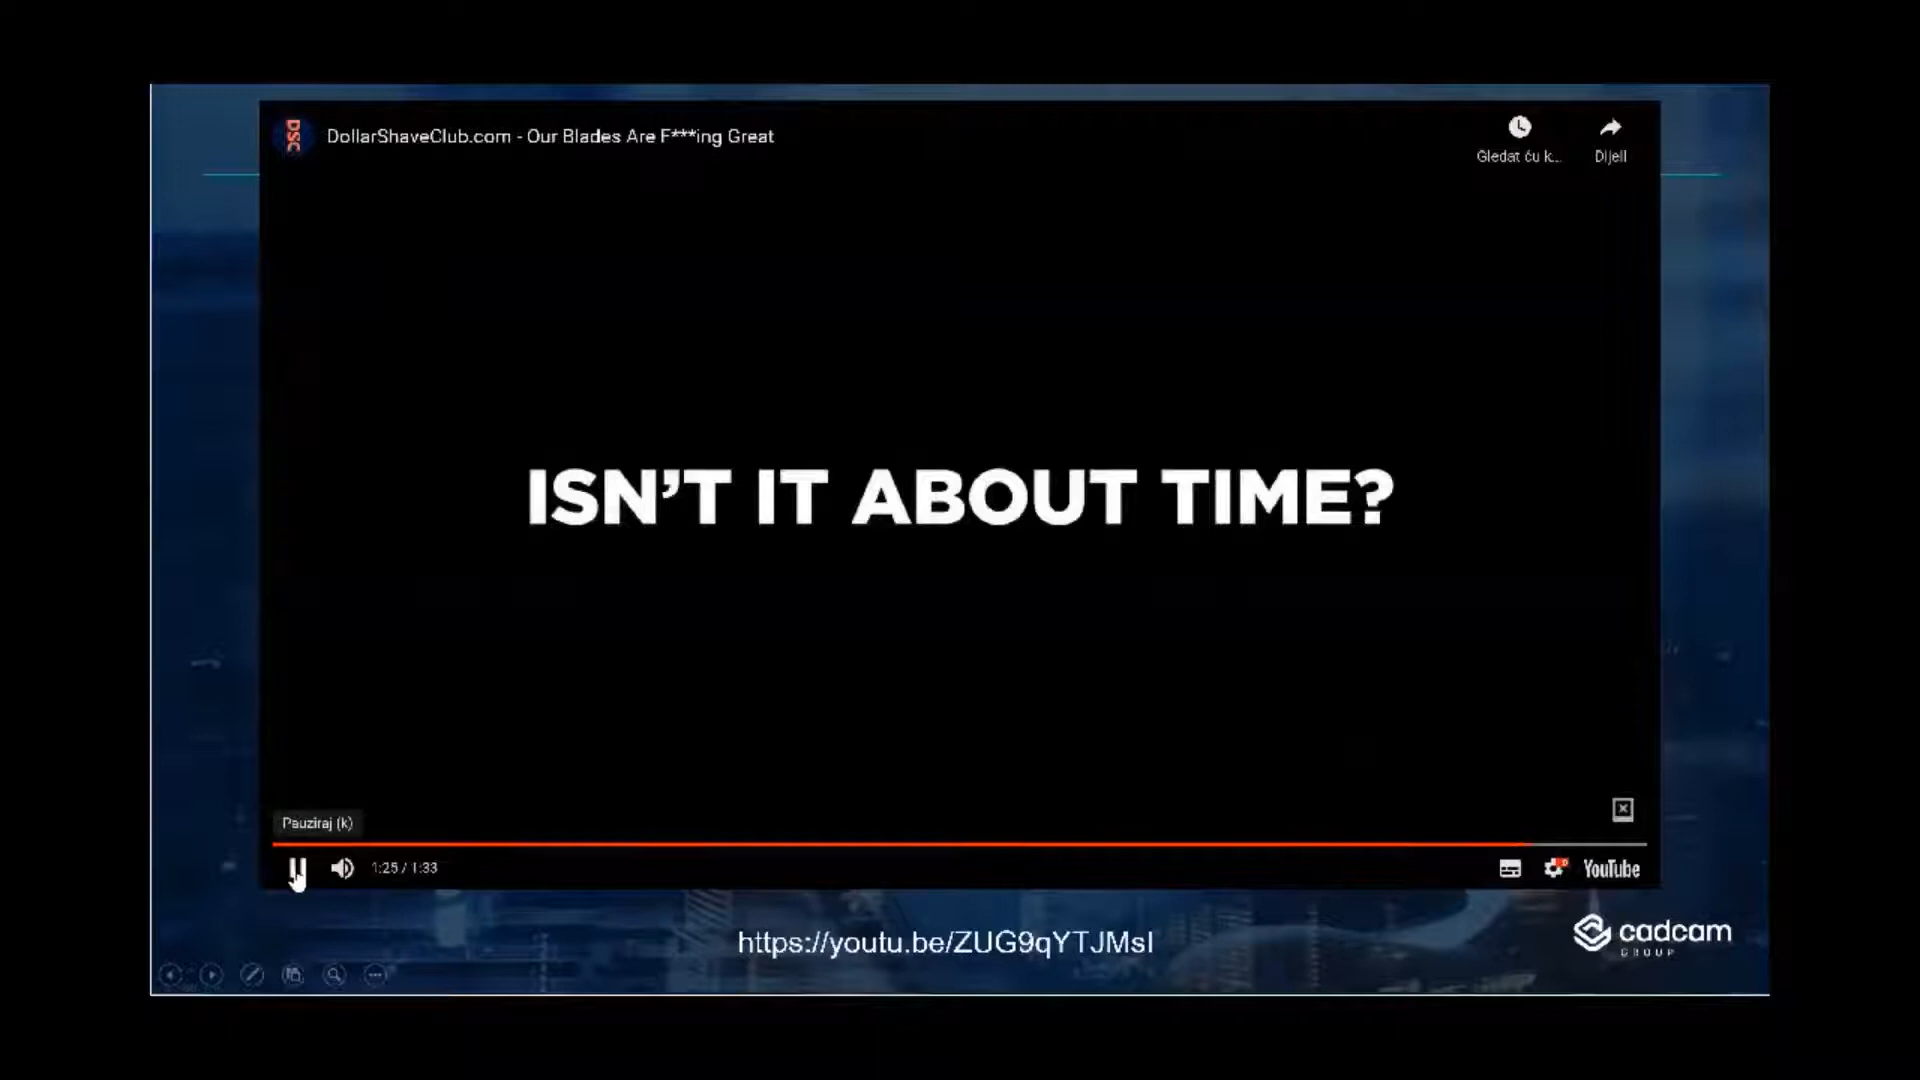 DSC
DollarShaveClub.com - Our Blades Are F***ing Great
Gledat ću k...
Dijeli
ISN'T IT ABOUT TIME?
Pauziraj (k)
1:25 / 1:33
YouTube
https://youtu.be/ZUG9qYTJMsI
cadcam
GROUP